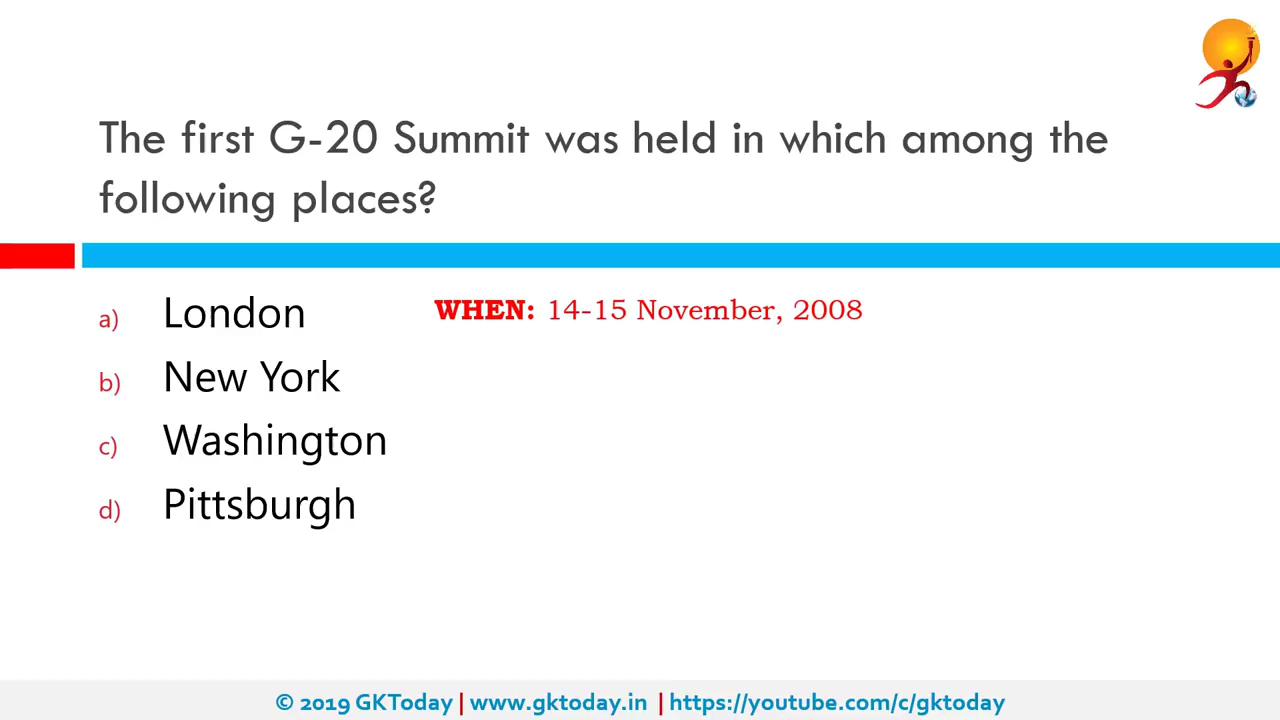 The first G-20 Summit was held in which among the
following places?
a) London
WHEN: 14-15 November, 2008
b) New York
c) Washington
d) Pittsburgh
© 2019 GKToday | www.gktoday.in | https://youtube.com/c/gktoday